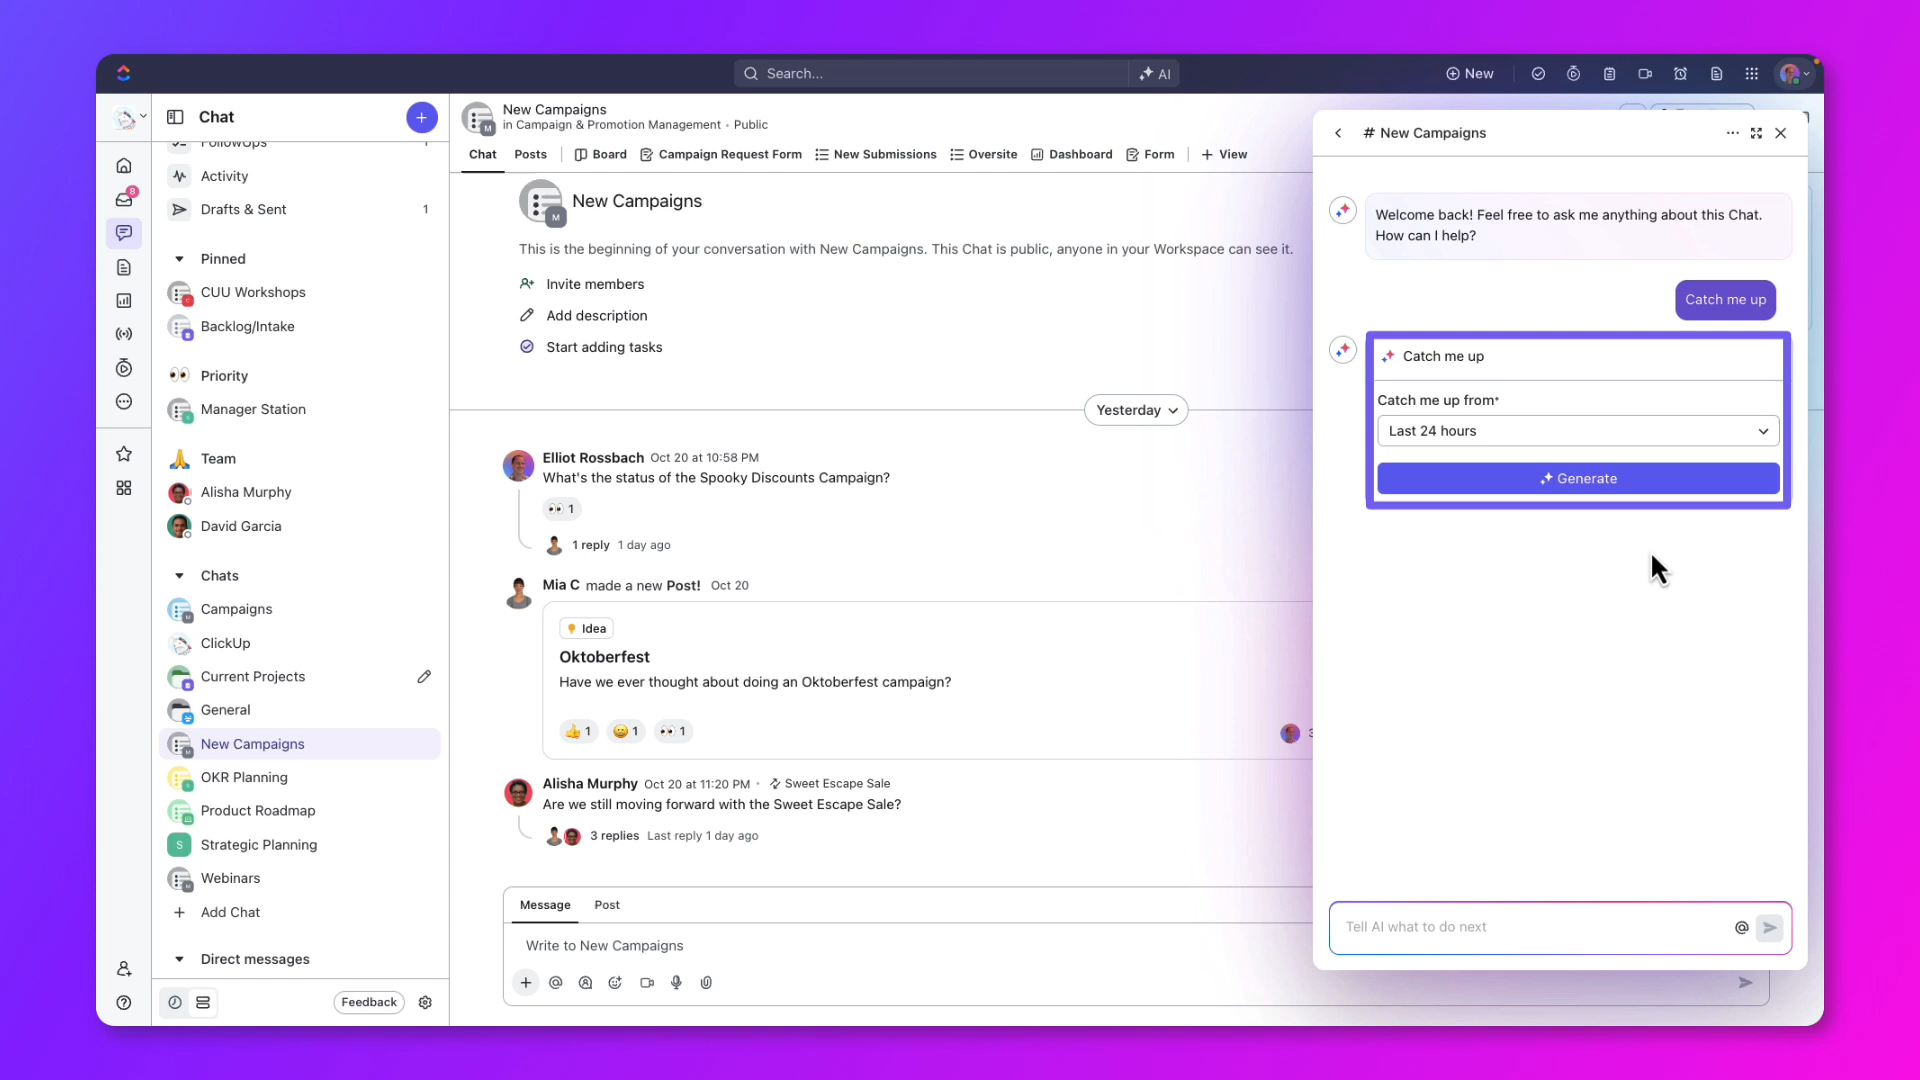 Search...
AI
New
Chat
FollowUps
1
Activity
Drafts & Sent
1
Pinned
CUU Workshops
Backlog/Intake
Priority
Manager Station
Team
Alisha Murphy
David Garcia
Chats
Campaigns
ClickUp
Current Projects
General
New Campaigns
OKR Planning
Product Roadmap
S
Strategic Planning
Webinars
Add Chat
Direct messages
Feedback
8
M
New Campaigns
in Campaign & Promotion Management · Public
Chat
Posts
Board
Campaign Request Form
New Submissions
Oversite
Dashboard
Form
View
M
New Campaigns
This is the beginning of your conversation with New Campaigns. This Chat is public, anyone in your Workspace can see it.
Invite members
Add description
Start adding tasks
Yesterday
Elliot Rossbach Oct 20 at 10:58 PM
What's the status of the Spooky Discounts Campaign?
1
1 reply 1 day ago
Mia C made a new Post! Oct 20
Idea
Oktoberfest
Have we ever thought about doing an Oktoberfest campaign?
1 1 1
3
Alisha Murphy Oct 20 at 11:20 PM · Sweet Escape Sale
Are we still moving forward with the Sweet Escape Sale?
3 replies Last reply 1 day ago
Message
Post
Write to New Campaigns
# New Campaigns
Welcome back! Feel free to ask me anything about this Chat.
How can I help?
Catch me up
Catch me up
Catch me up from*
Last 24 hours
Generate
Tell AI what to do next